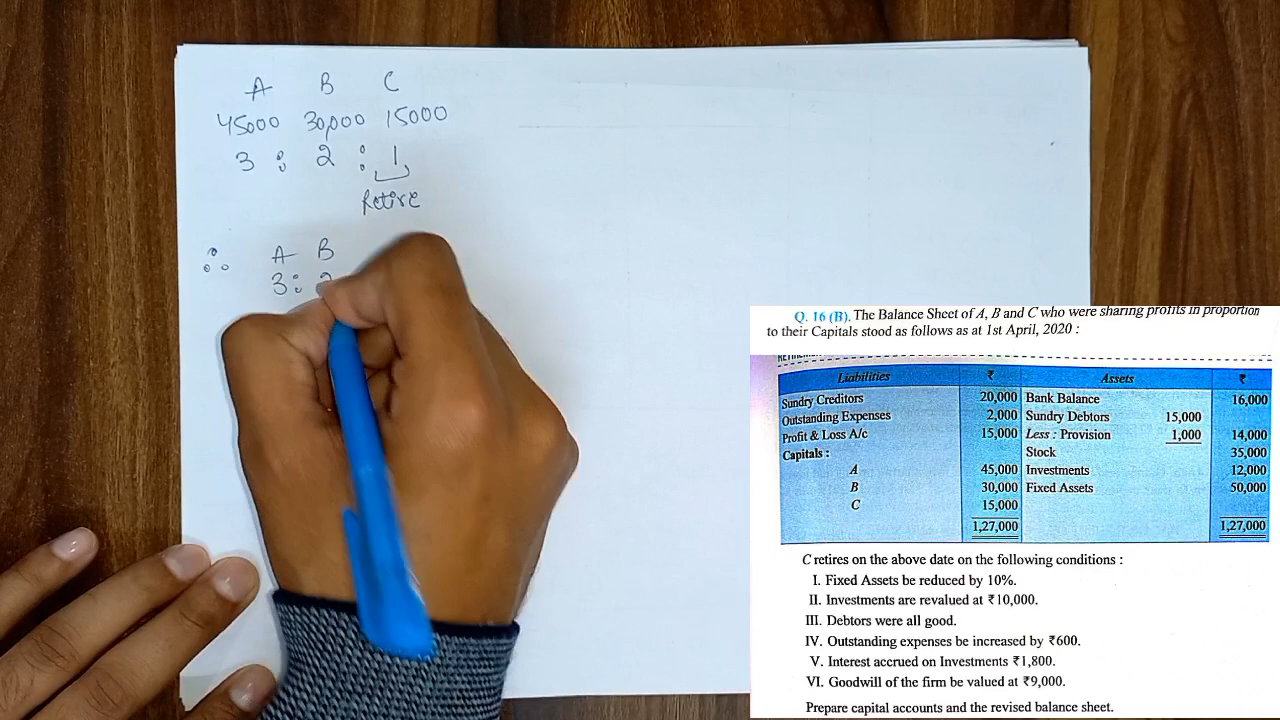 A B C
45000 30,000 15000
3 : 2 : 1
Retire
∴ A B
3 : 2
Q. 16 (B). The Balance Sheet of A, B and C who were sharing profits in proportion
to their Capitals stood as follows as at 1st April, 2020 :
Liabilities ₹ Assets ₹
Sundry Creditors 20,000 Bank Balance 16,000
Outstanding Expenses 2,000 Sundry Debtors 15,000
Profit & Loss A/c 15,000 Less : Provision 1,000 14,000
Capitals : Stock 35,000
A 45,000 Investments 12,000
B 30,000 Fixed Assets 50,000
C 15,000
1,27,000 1,27,000
C retires on the above date on the following conditions :
I. Fixed Assets be reduced by 10%.
II. Investments are revalued at ₹10,000.
III. Debtors were all good.
IV. Outstanding expenses be increased by ₹600.
V. Interest accrued on Investments ₹1,800.
VI. Goodwill of the firm be valued at ₹9,000.
Prepare capital accounts and the revised balance sheet.